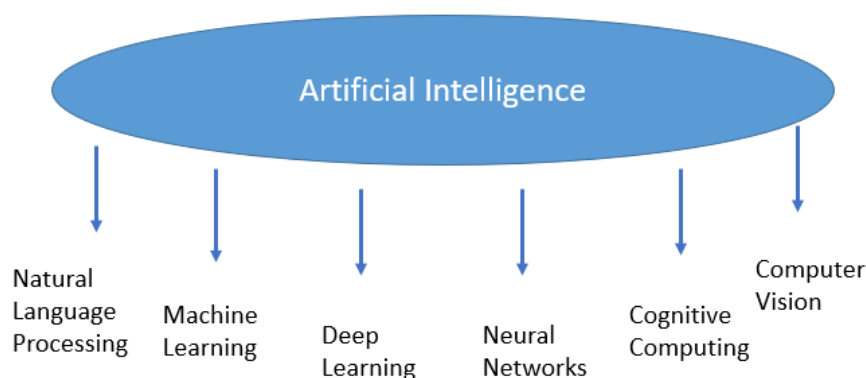 Artificial Intelligence
Natural
Language
Processing
Machine
Learning
Deep
Learning
Neural
Networks
Cognitive
Computing
Computer
Vision